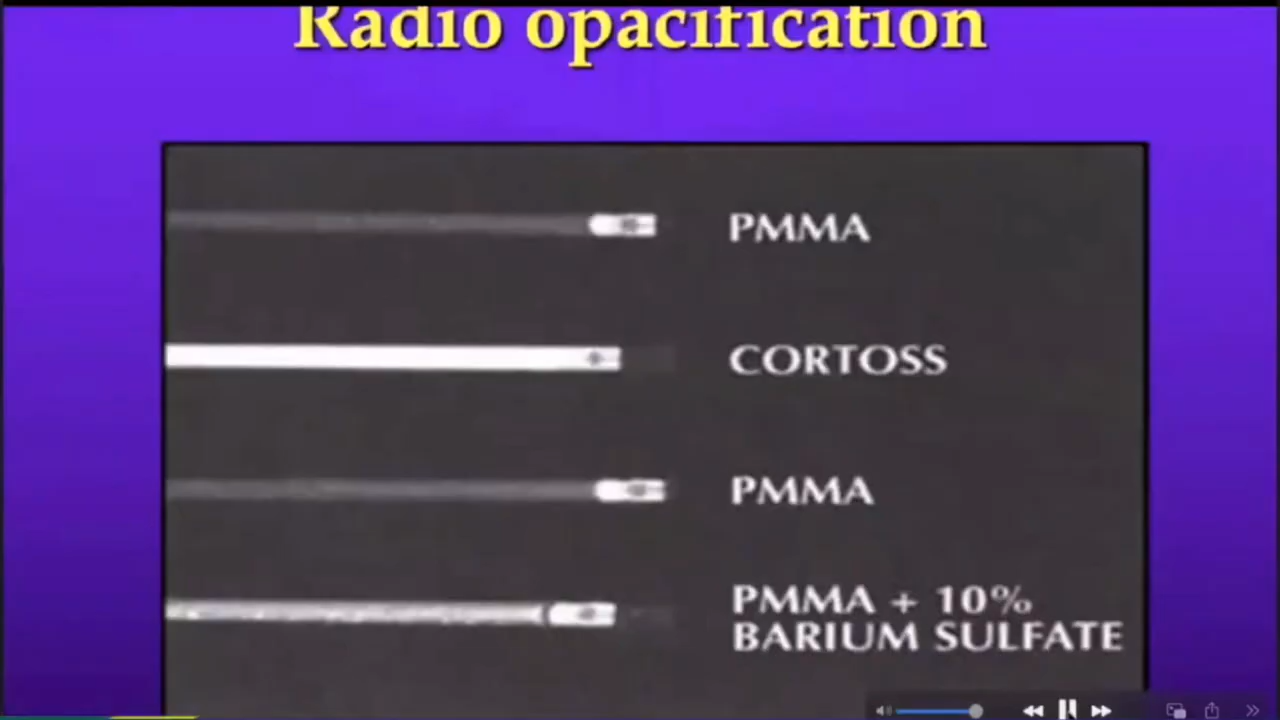 Radio opacification
PMMA
CORTOSS
PMMA
PMMA + 10%
BARIUM SULFATE